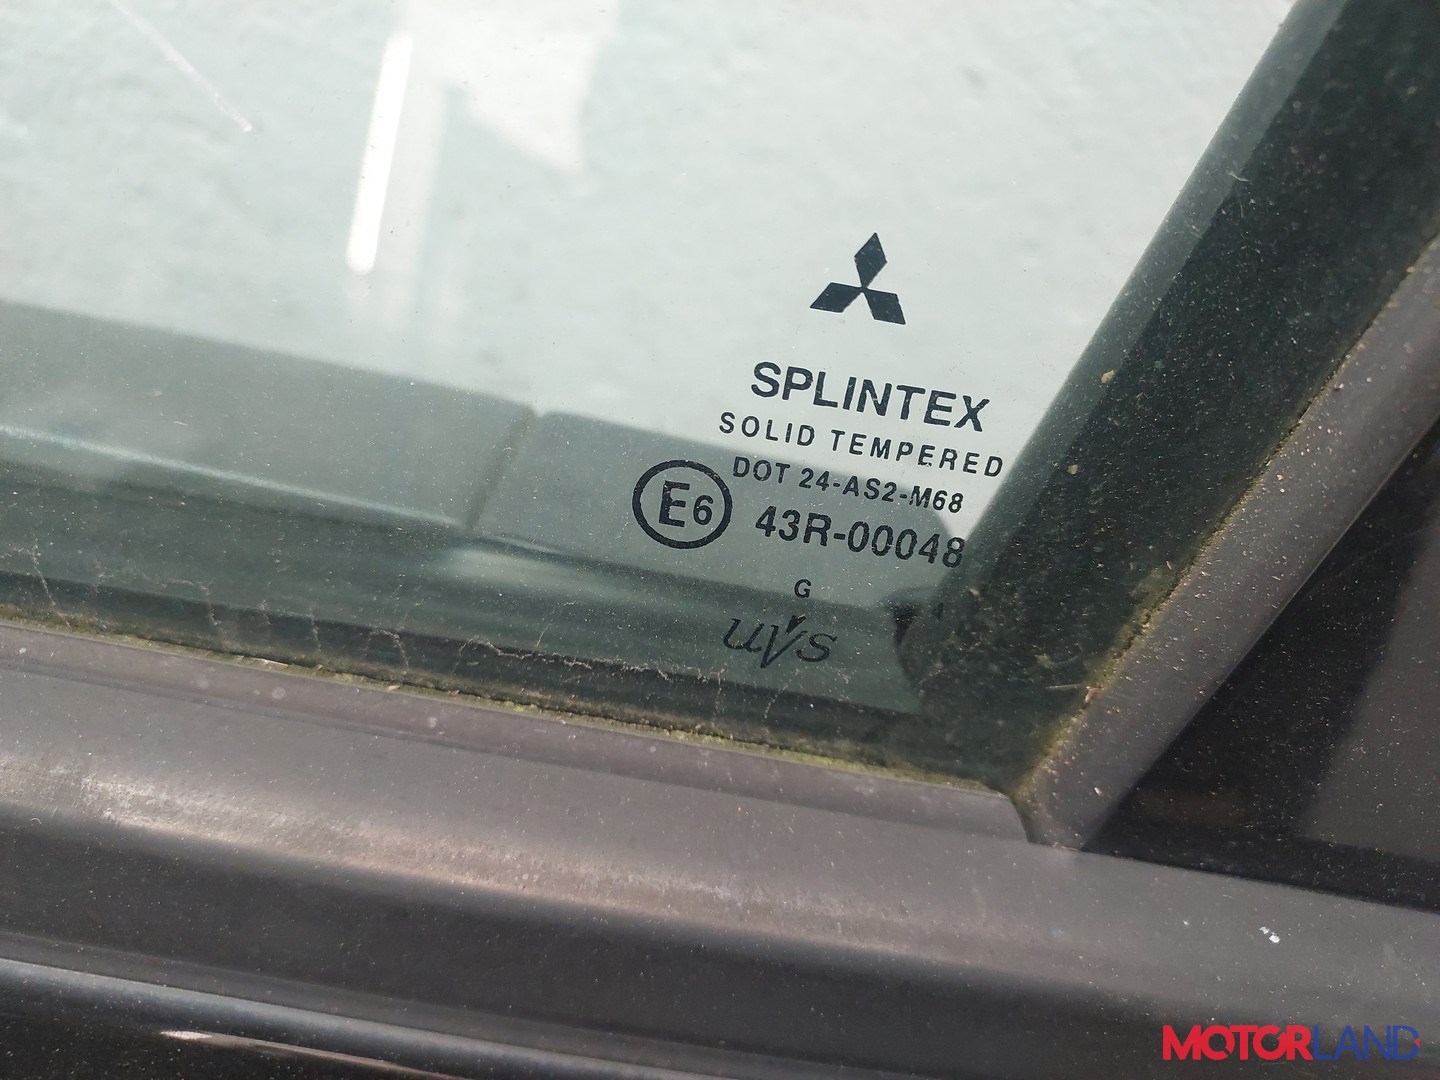 SPLINTEX
SOLID TEMPERED
DOT 24-AS2-M68
E6 43R-00048
G
uvs
MOTORLAND